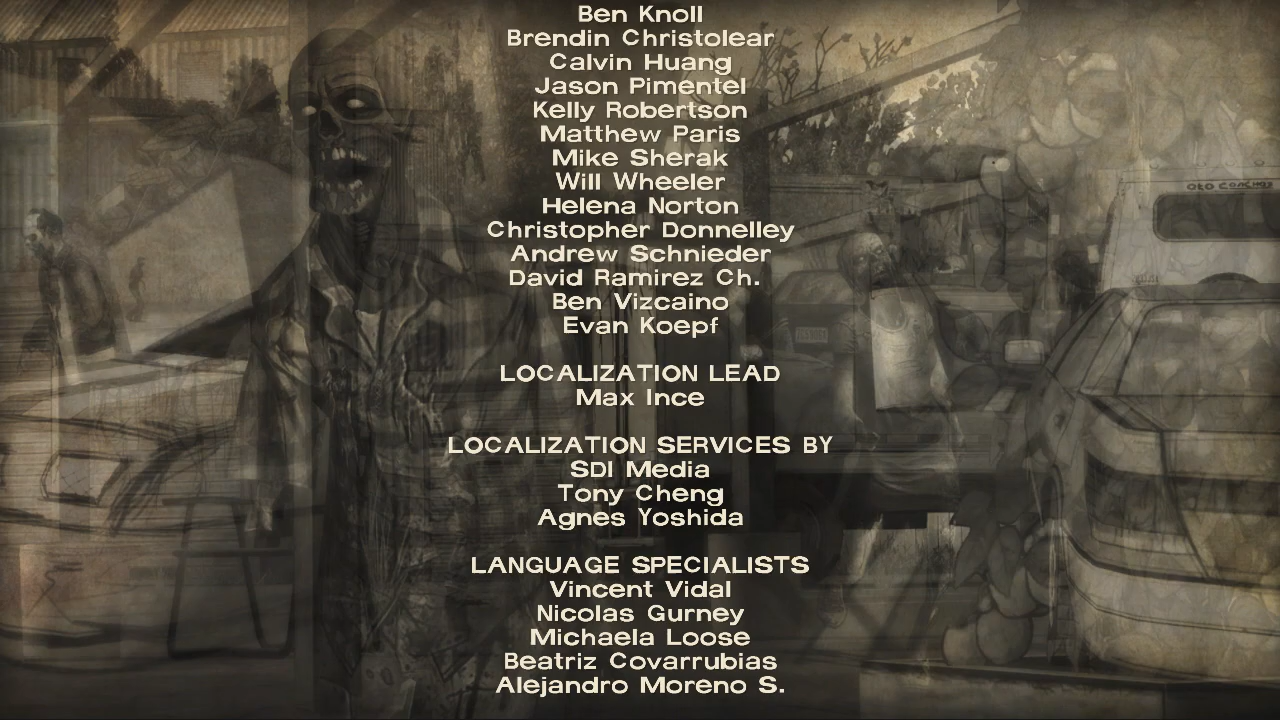 Ben Knoll
Brendin Christolear
Calvin Huang
Jason Pimentel
Kelly Robertson
Matthew Paris
Mike Sherak
Will Wheeler
Helena Norton
Christopher Donnelley
Andrew Schnieder
David Ramirez Ch.
Ben Vizcaino
Evan Koepf
LOCALIZATION LEAD
Max Ince
LOCALIZATION SERVICES BY
SDI Media
Tony Cheng
Agnes Yoshida
LANGUAGE SPECIALISTS
Vincent Vidal
Nicolas Gurney
Michaela Loose
Beatriz Covarrubias
Alejandro Moreno S.